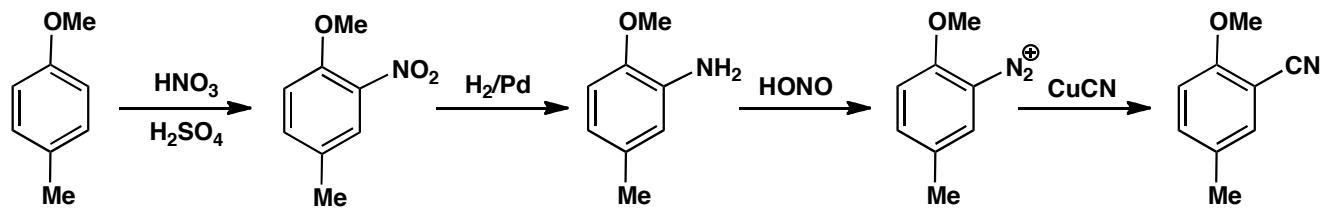 OMe
Me
HNO₃
H₂SO₄
OMe
NO₂
Me
H₂/Pd
OMe
NH₂
Me
HONO
OMe
N₂⊕
Me
CuCN
OMe
CN
Me